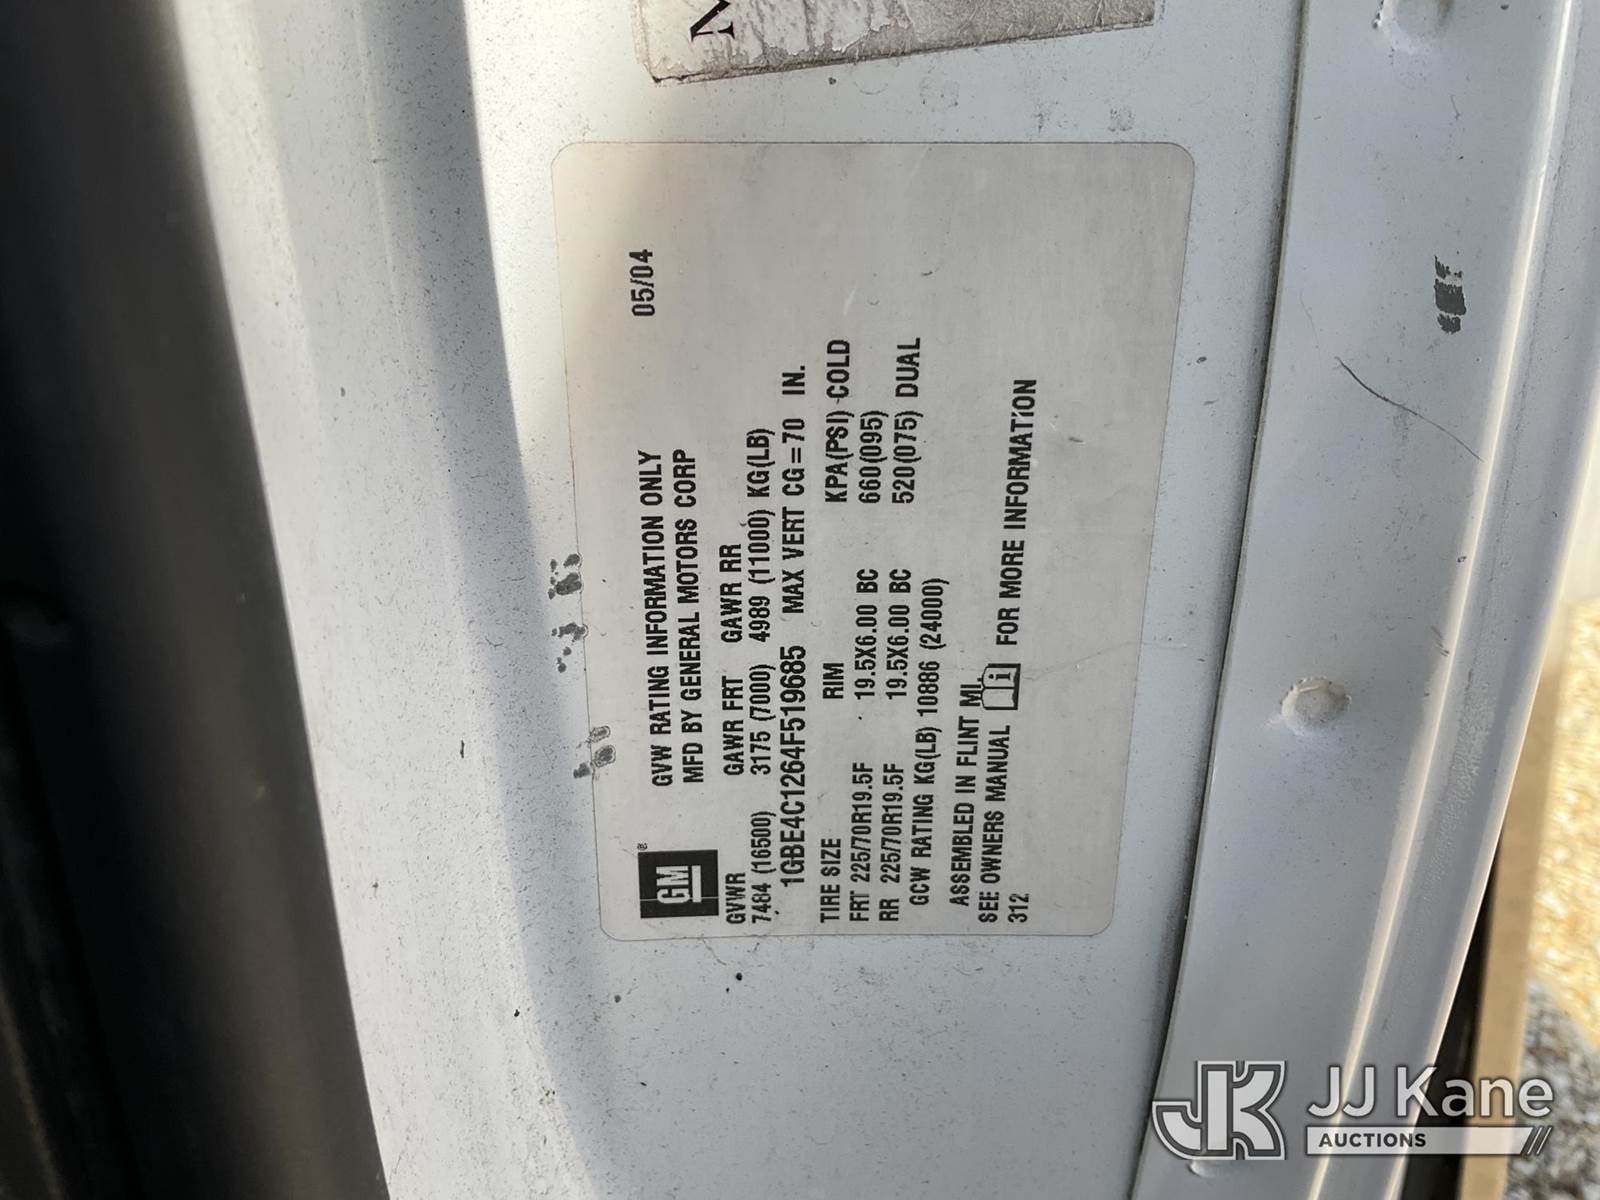 GM ®
GVW RATING INFORMATION ONLY 05/04
MFD BY GENERAL MOTORS CORP
GVWR GAWR FRT GAWR RR
7484 (16500) 3175 (7000) 4989 (11000) KG(LB)
1GBE4C1264F519685 MAX VERT CG=70 IN.
TIRE SIZE RIM KPA(PSI) COLD
FRT 225/70R19.5F 19.5X6.00 BC 660(095)
RR 225/70R19.5F 19.5X6.00 BC 520(075) DUAL
GCW RATING KG(LB) 10886 (24000)
ASSEMBLED IN FLINT MI.
SEE OWNERS MANUAL i FOR MORE INFORMATION
312
JK JJ Kane
AUCTIONS